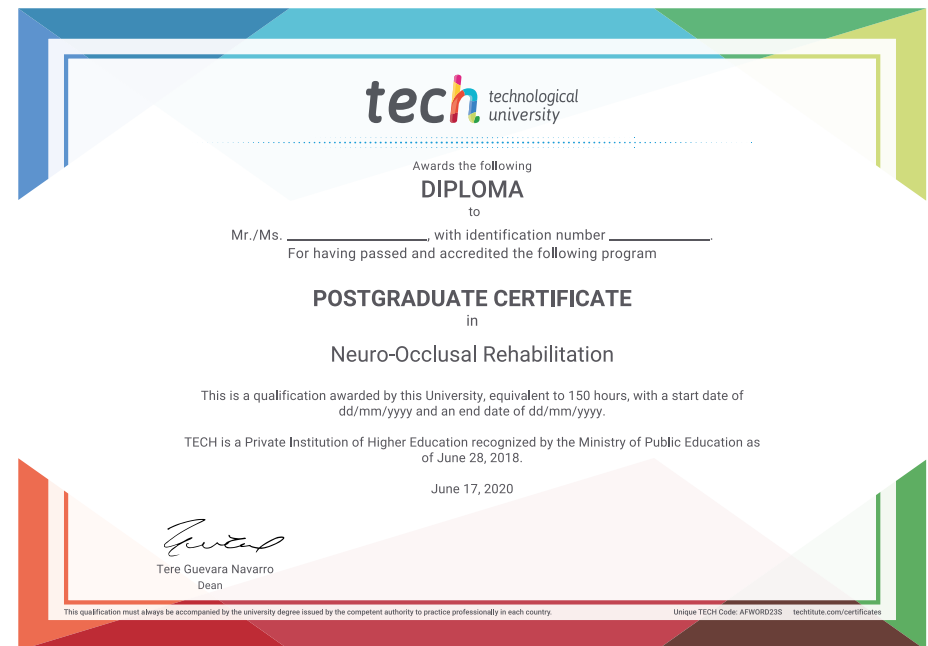 tech technological
university
Awards the following
DIPLOMA
to
Mr./Ms. ____________________, with identification number ______________.
For having passed and accredited the following program
POSTGRADUATE CERTIFICATE
in
Neuro-Occlusal Rehabilitation
This is a qualification awarded by this University, equivalent to 150 hours, with a start date of
dd/mm/yyyy and an end date of dd/mm/yyyy.
TECH is a Private Institution of Higher Education recognized by the Ministry of Public Education as
of June 28, 2018.
June 17, 2020
Tere Guevara Navarro
Dean
This qualification must always be accompanied by the university degree issued by the competent authority to practice professionally in each country.
Unique TECH Code: AFWORD23S techtitute.com/certificates